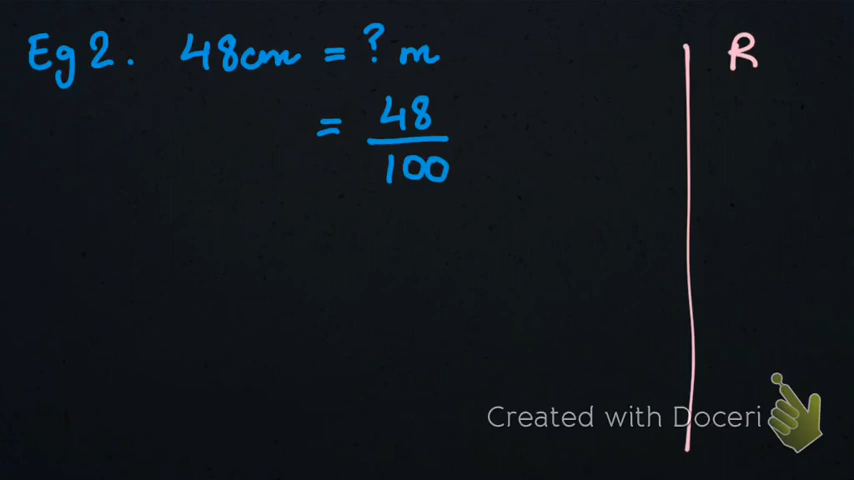 Eg 2. 48cm = ? m
= 48
100
R
Created with Doceri